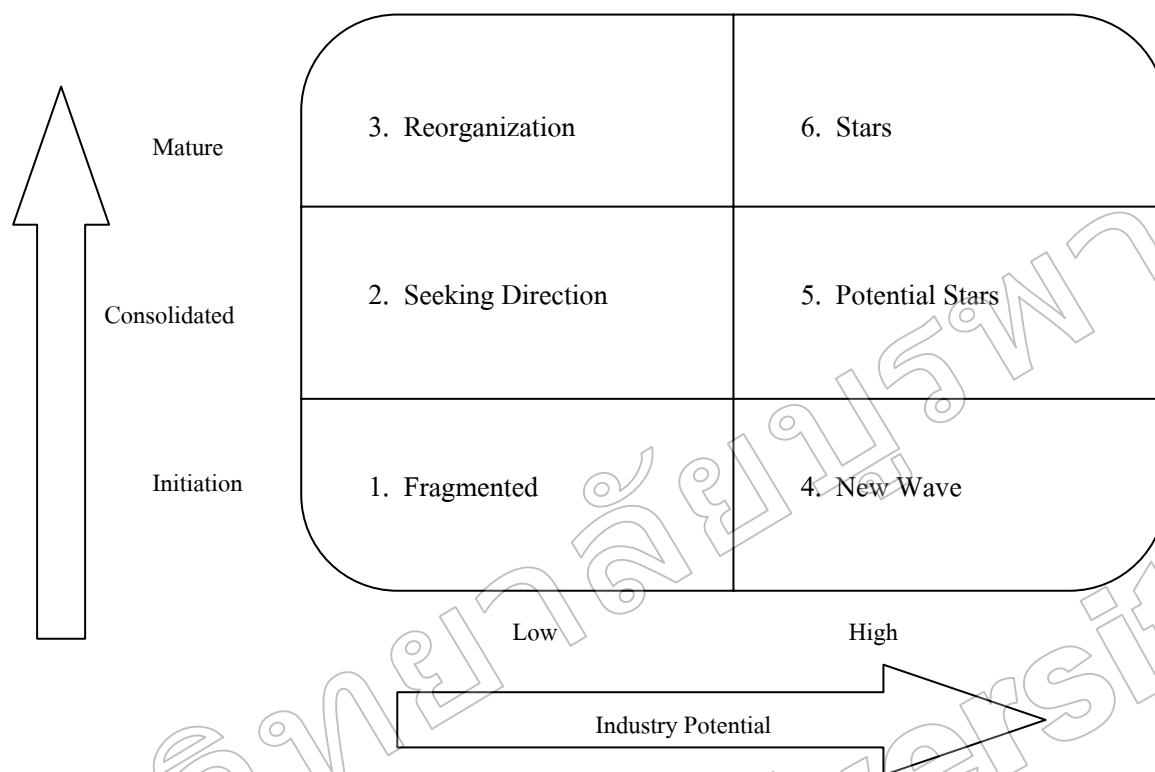 Mature
3. Reorganization
6. Stars
Consolidated
2. Seeking Direction
5. Potential Stars
Initiation
1. Fragmented
4. New Wave
Low
High
Industry Potential